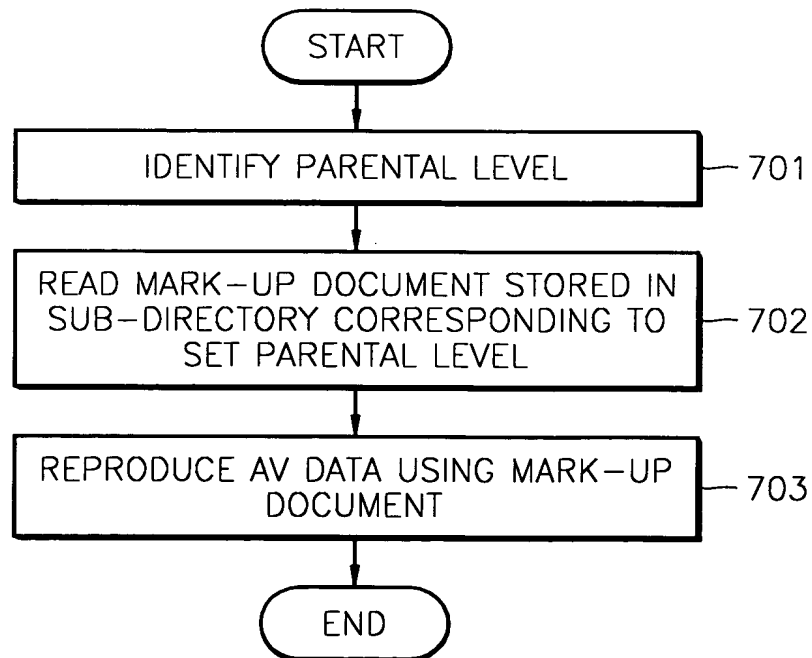 START
IDENTIFY PARENTAL LEVEL
701
READ MARK-UP DOCUMENT STORED IN
SUB-DIRECTORY CORRESPONDING TO
SET PARENTAL LEVEL
702
REPRODUCE AV DATA USING MARK-UP
DOCUMENT
703
END